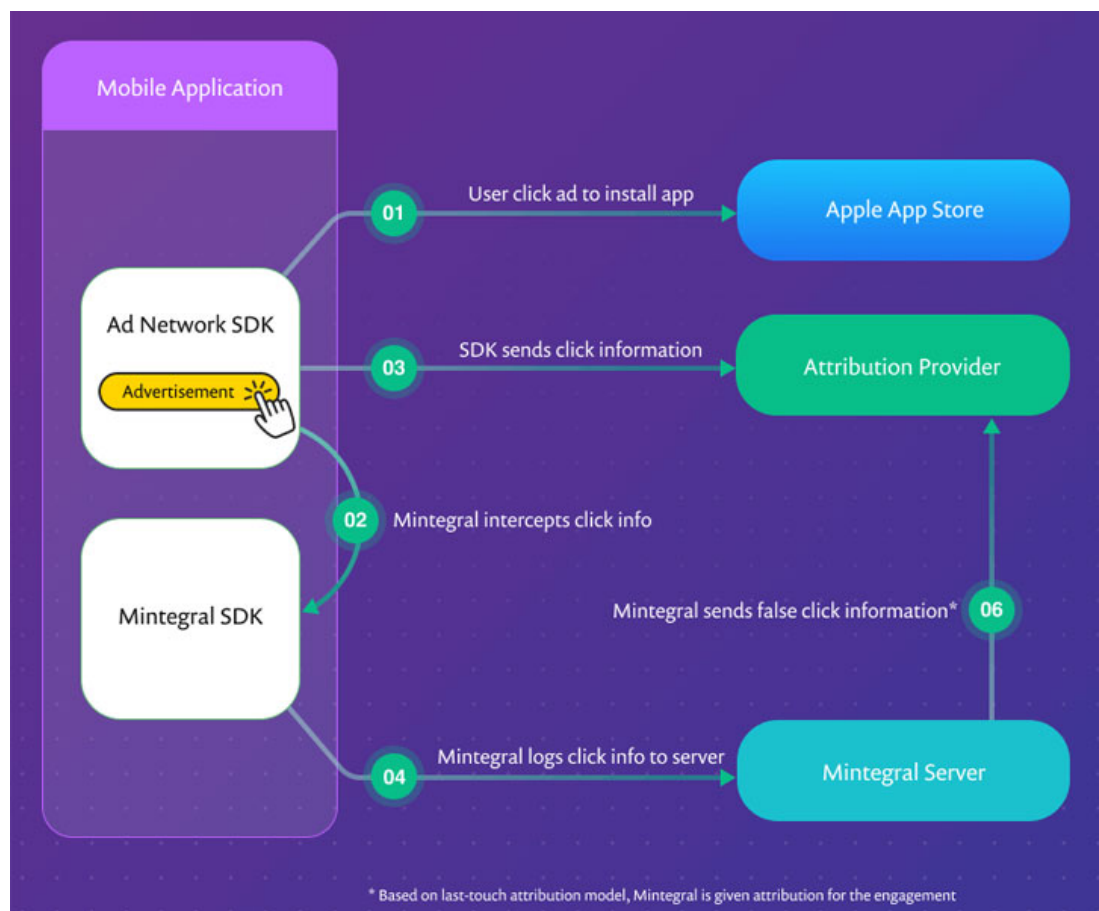 Mobile Application
User click ad to install app
01
Apple App Store
Ad Network SDK
Advertisement
SDK sends click information
03
Attribution Provider
02
Mintegral intercepts click info
Mintegral SDK
Mintegral sends false click information*
06
Mintegral logs click info to server
04
Mintegral Server
* Based on last-touch attribution model, Mintegral is given attribution for the engagement